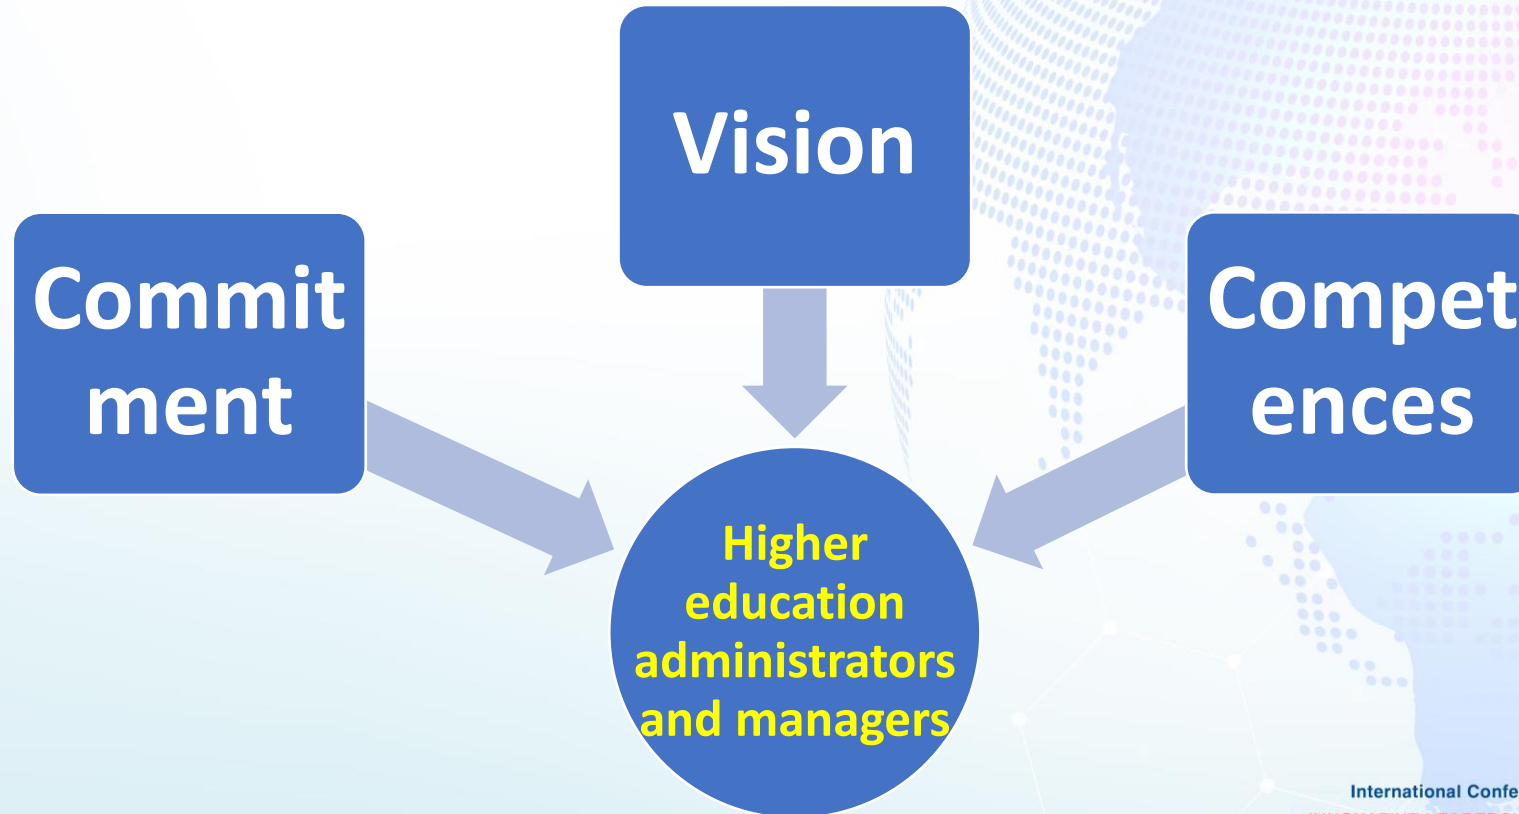 Vision
Commit
ment
Compet
ences
Higher
education
administrators
and managers
International Confe